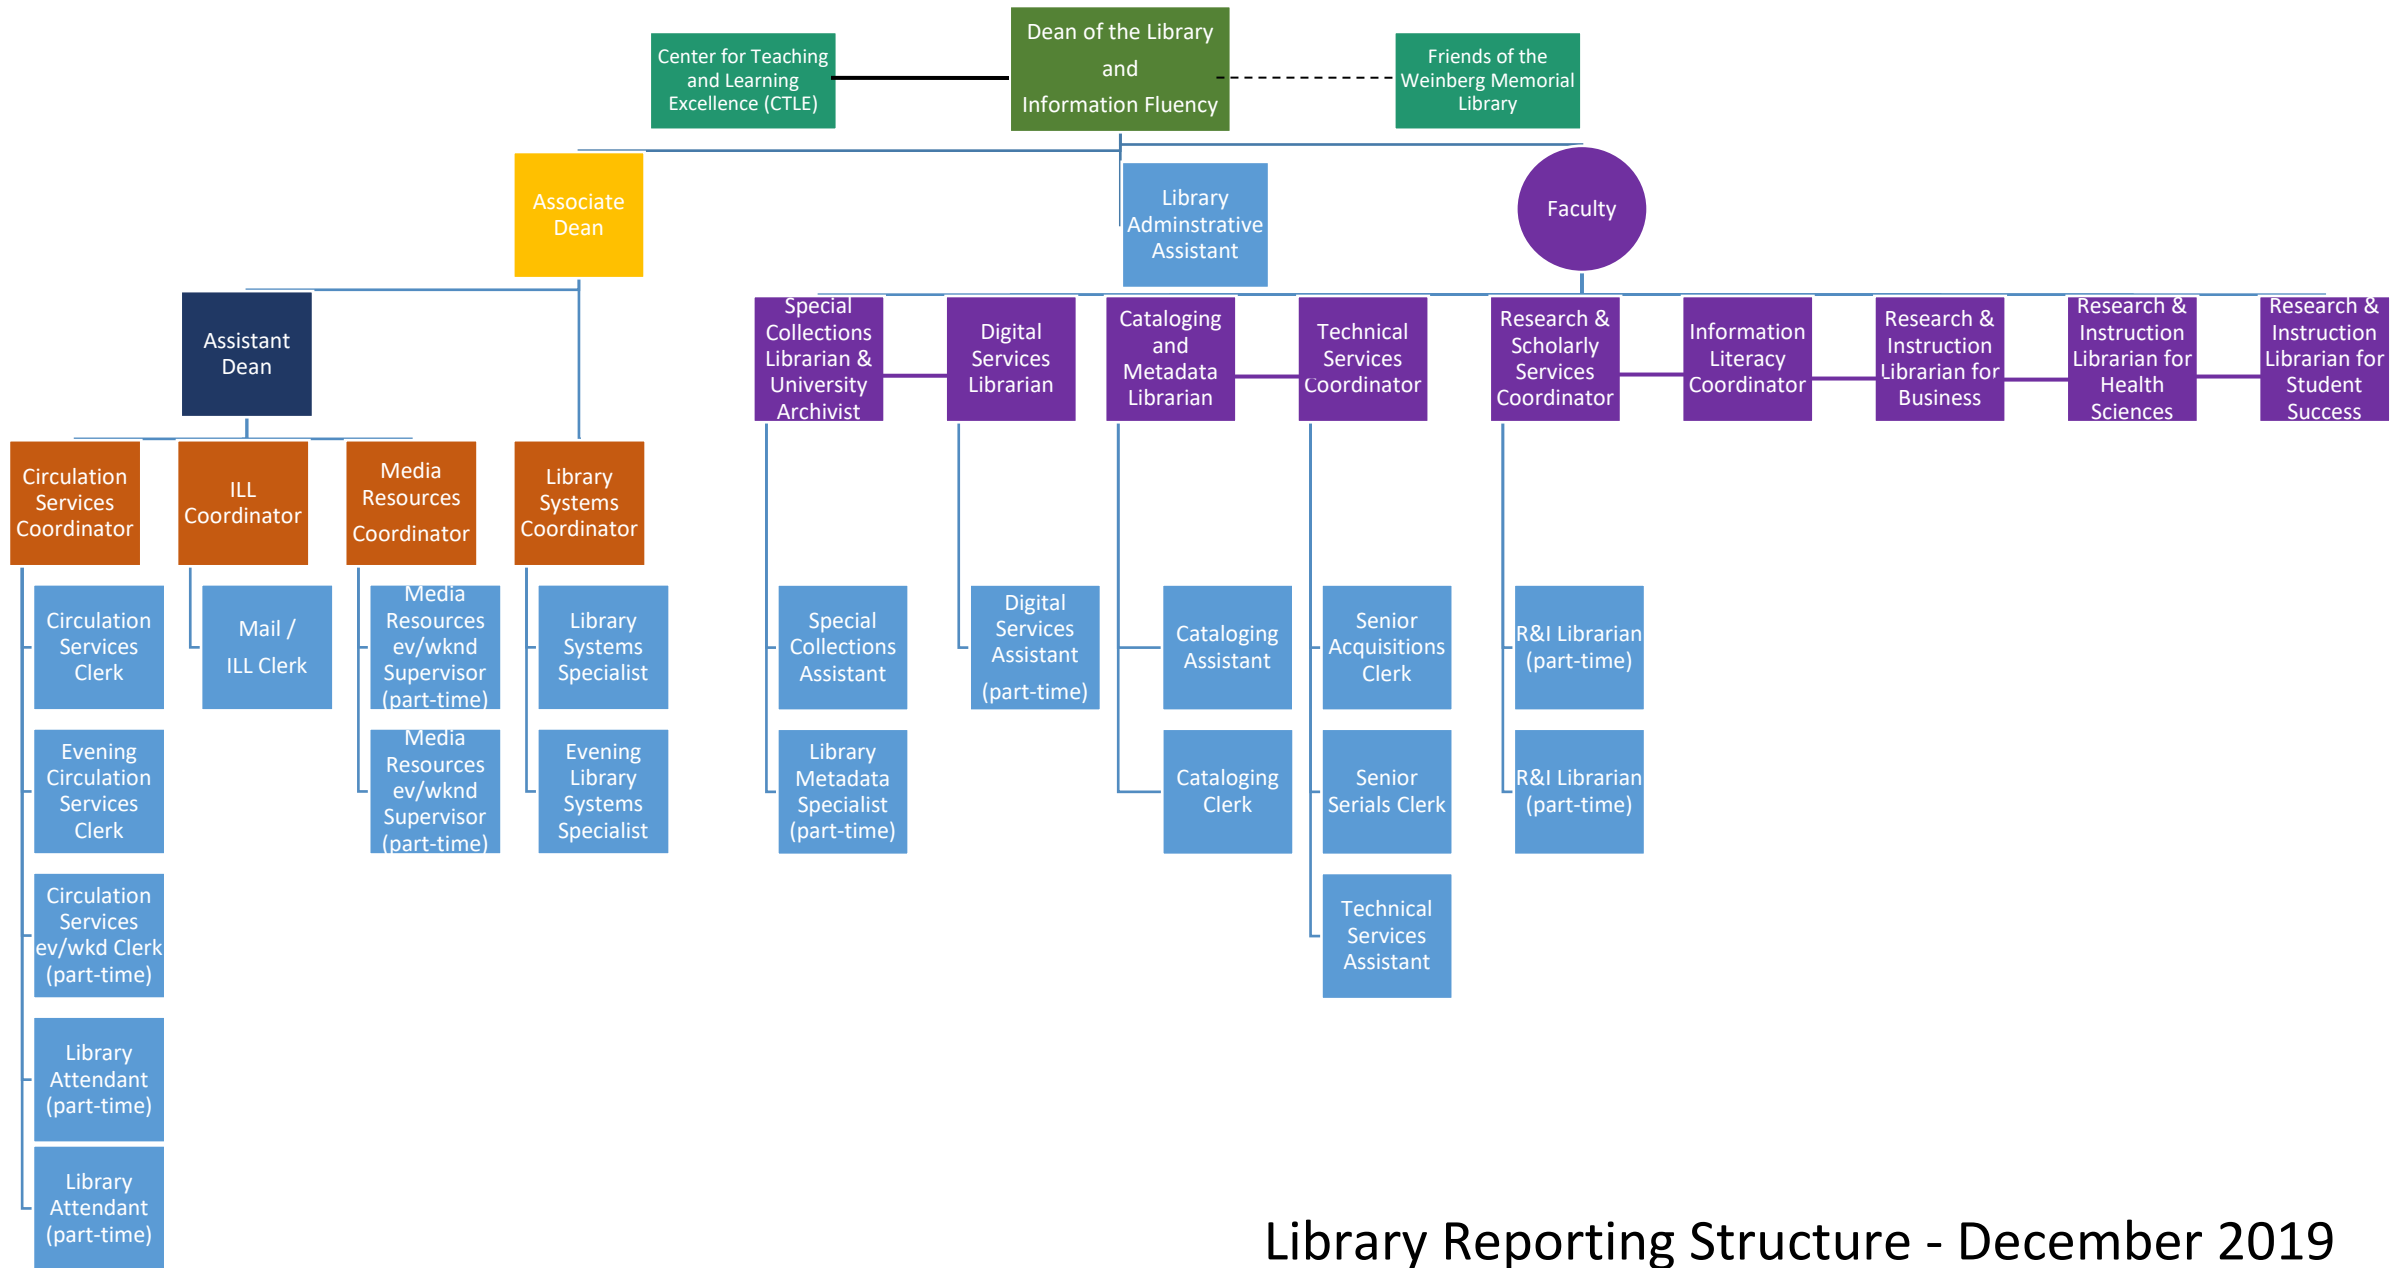 Dean of the Library
and
Information Fluency
Center for Teaching
and Learning
Excellence (CTLE)
Friends of the
Weinberg Memorial
Library
Associate
Dean
Library
Adminstrative
Assistant
Faculty
Assistant
Dean
Special
Collections
Librarian &
University
Archivist
Digital
Services
Librarian
Cataloging
and
Metadata
Librarian
Technical
Services
Coordinator
Research &
Scholarly
Services
Coordinator
Information
Literacy
Coordinator
Research &
Instruction
Librarian for
Business
Research &
Instruction
Librarian for
Health
Sciences
Research &
Instruction
Librarian for
Student
Success
Circulation
Services
Coordinator
ILL
Coordinator
Media
Resources
Coordinator
Library
Systems
Coordinator
Circulation
Services
Clerk
Mail /
ILL Clerk
Media
Resources
ev/wknd
Supervisor
(part-time)
Library
Systems
Specialist
Special
Collections
Assistant
Digital
Services
Assistant
(part-time)
Cataloging
Assistant
Senior
Acquisitions
Clerk
R&I Librarian
(part-time)
Evening
Circulation
Services
Clerk
Media
Resources
ev/wknd
Supervisor
(part-time)
Evening
Library
Systems
Specialist
Library
Metadata
Specialist
(part-time)
Cataloging
Clerk
Senior
Serials Clerk
R&I Librarian
(part-time)
Circulation
Services
ev/wkd Clerk
(part-time)
Technical
Services
Assistant
Library
Attendant
(part-time)
Library
Attendant
(part-time)
Library Reporting Structure - December 2019